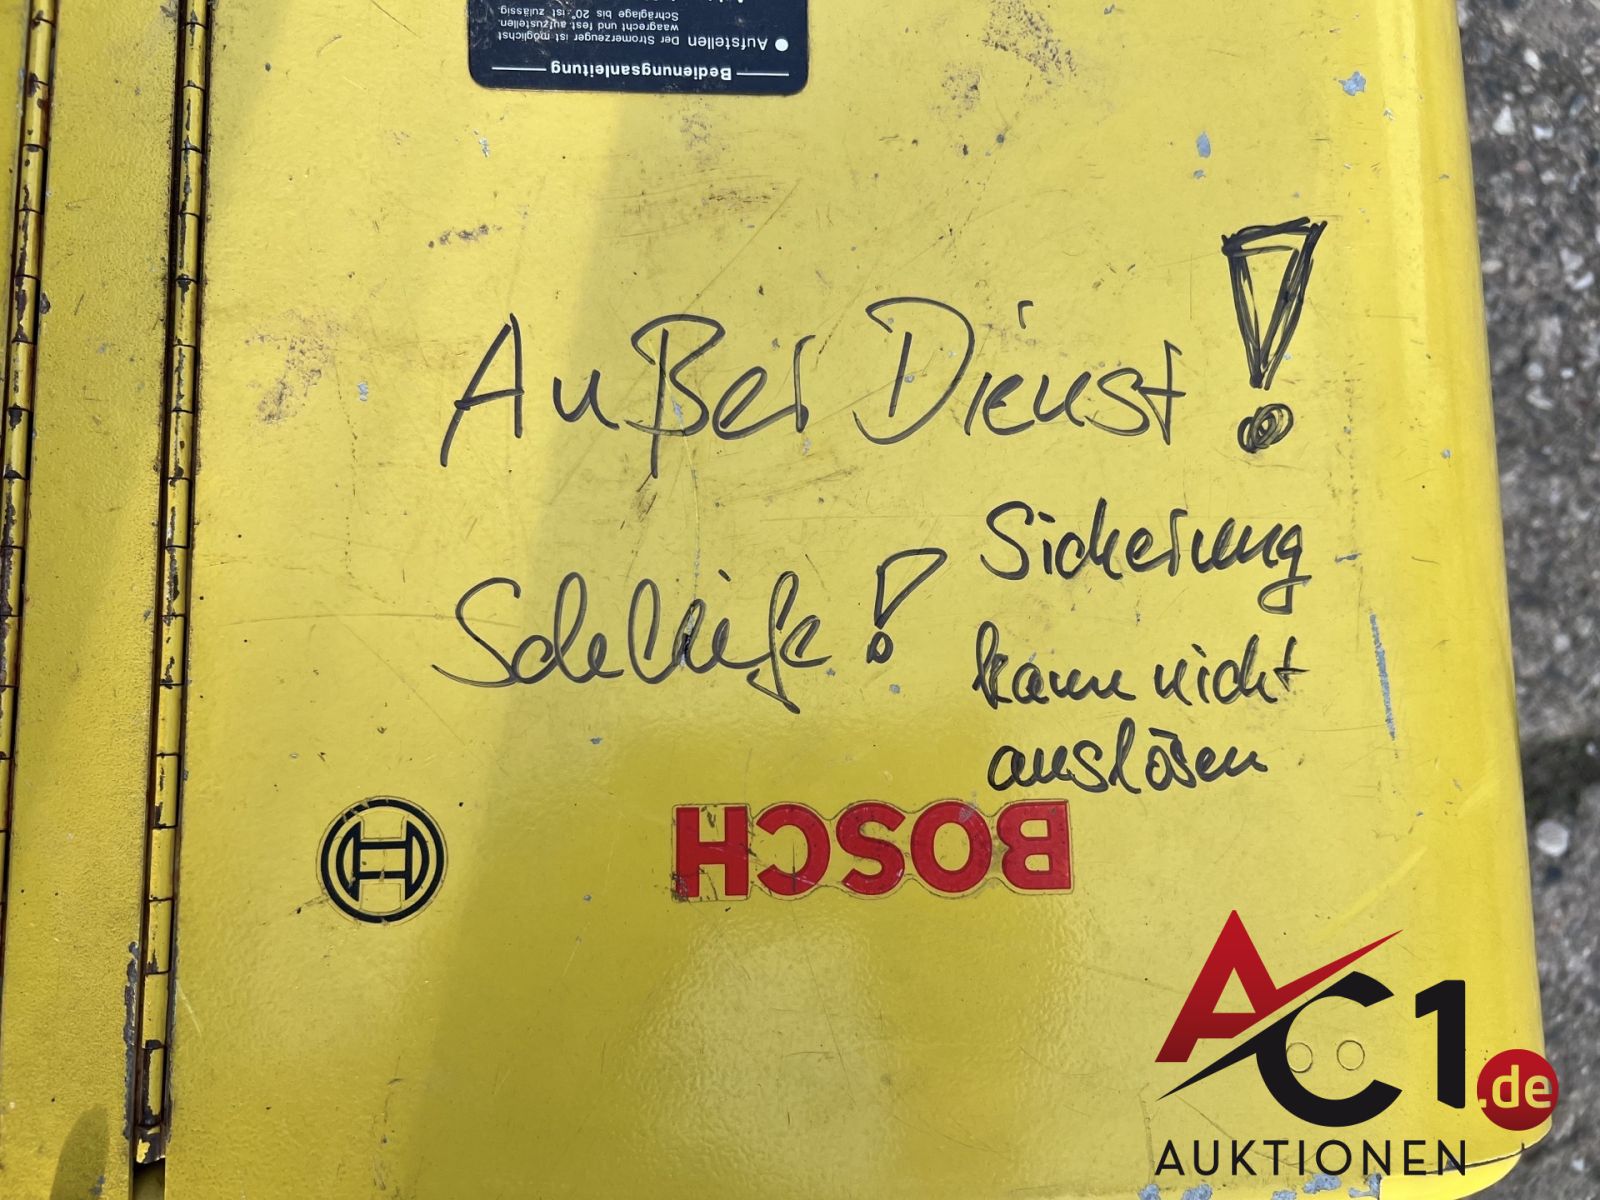 Schräglage bis 20° ist zulässig.
waagrecht und fest aufzustellen.
● Aufstellen Der Stromerzeuger ist möglichst
Bedienungsanleitung
Außer Dienst!
Schleife!
Sicherung
kann nicht
auslösen
BOSCH
AC1.de
AUKTIONEN